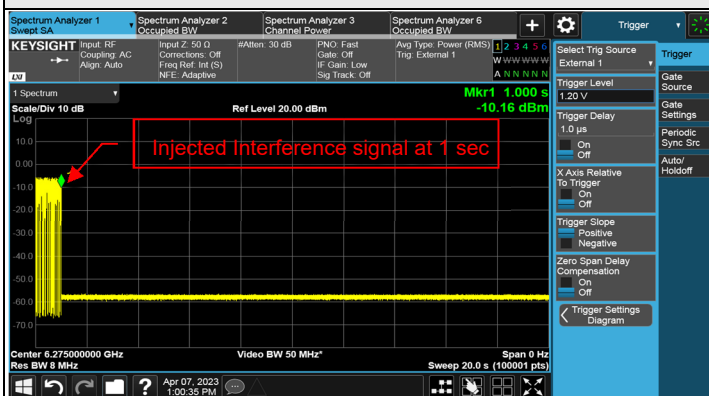 Spectrum Analyzer 1
Swept SA
Spectrum Analyzer 2
Occupied BW
Spectrum Analyzer 3
Channel Power
Spectrum Analyzer 6
Occupied BW
+
Trigger
KEYSIGHT
LXI
Input: RF
Coupling: AC
Align: Auto
Input Z: 50 Ω
Corrections: Off
Freq Ref: Int (S)
NFE: Adaptive
#Atten: 30 dB
PNO: Fast
Gate: Off
IF Gain: Low
Sig Track: Off
Avg Type: Power (RMS)
Trig: External 1
1 2 3 4 5 6
W W W W W W
A N N N N N
1 Spectrum
Scale/Div 10 dB
Log
Ref Level 20.00 dBm
Mkr1 1.000 s
-10.16 dBm
Injected Interference signal at 1 sec
10.0
0.00
-10.0
-20.0
-30.0
-40.0
-50.0
-60.0
-70.0
Center 6.275000000 GHz
Res BW 8 MHz
Video BW 50 MHz*
Span 0 Hz
Sweep 20.0 s (100001 pts)
Apr 07, 2023
1:00:35 PM
?
Select Trig Source
External 1
Trigger Level
1.20 V
Trigger Delay
1.0 µs
On
Off
X Axis Relative
To Trigger
On
Off
Trigger Slope
Positive
Negative
Zero Span Delay
Compensation
On
Off
Trigger Settings
Diagram
Trigger
Gate
Source
Gate
Settings
Periodic
Sync Src
Auto/
Holdoff